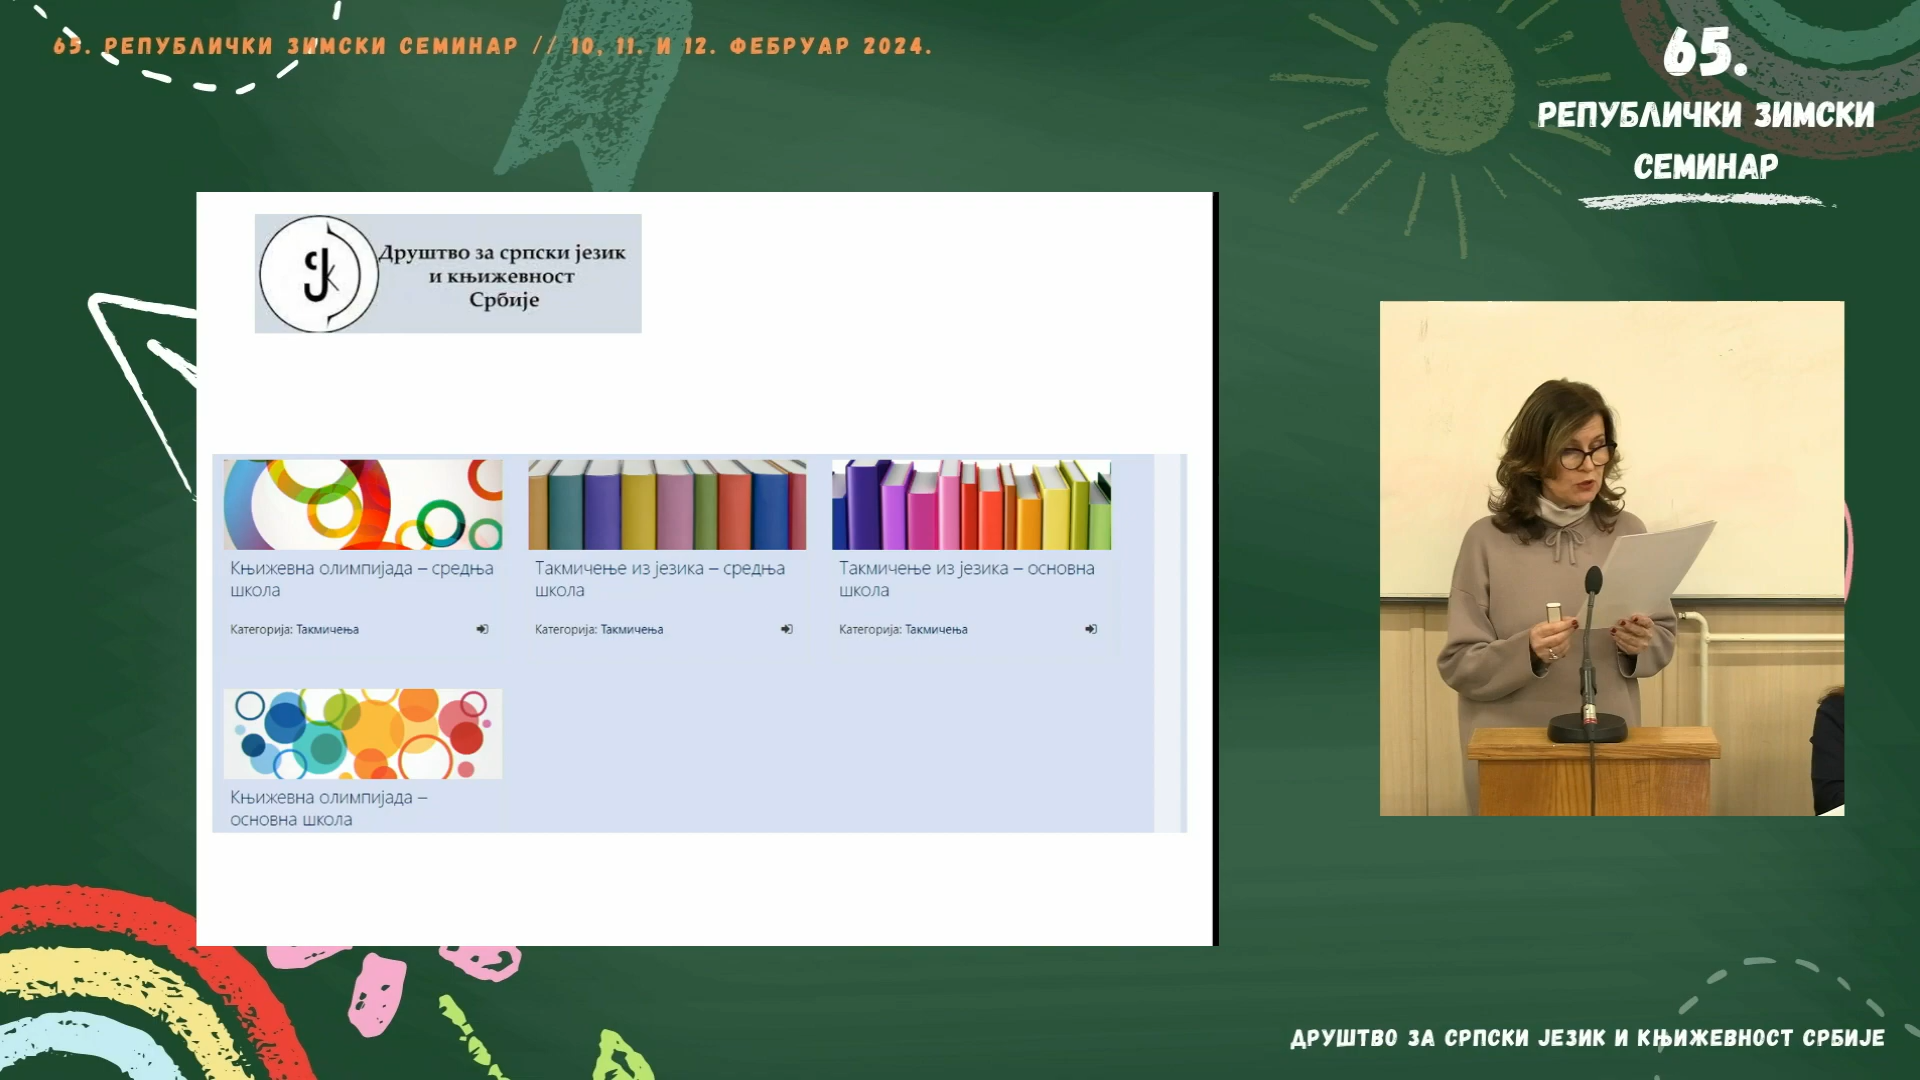 65. РЕПУБЛИЧКИ ЗИМСКИ СЕМИНАР // 10, 11. И 12. ФЕБРУАР 2024.
65.
РЕПУБЛИЧКИ ЗИМСКИ
СЕМИНАР
Друштво за српски језик
и књижевност
Србије
Књижевна олимпијада – средња
школа
Категорија: Такмичења
Такмичење из језика – средња
школа
Категорија: Такмичења
Такмичење из језика – основна
школа
Категорија: Такмичења
Књижевна олимпијада –
основна школа
ДРУШТВО ЗА СРПСКИ ЈЕЗИК И КЊИЖЕВНОСТ СРБИЈЕ